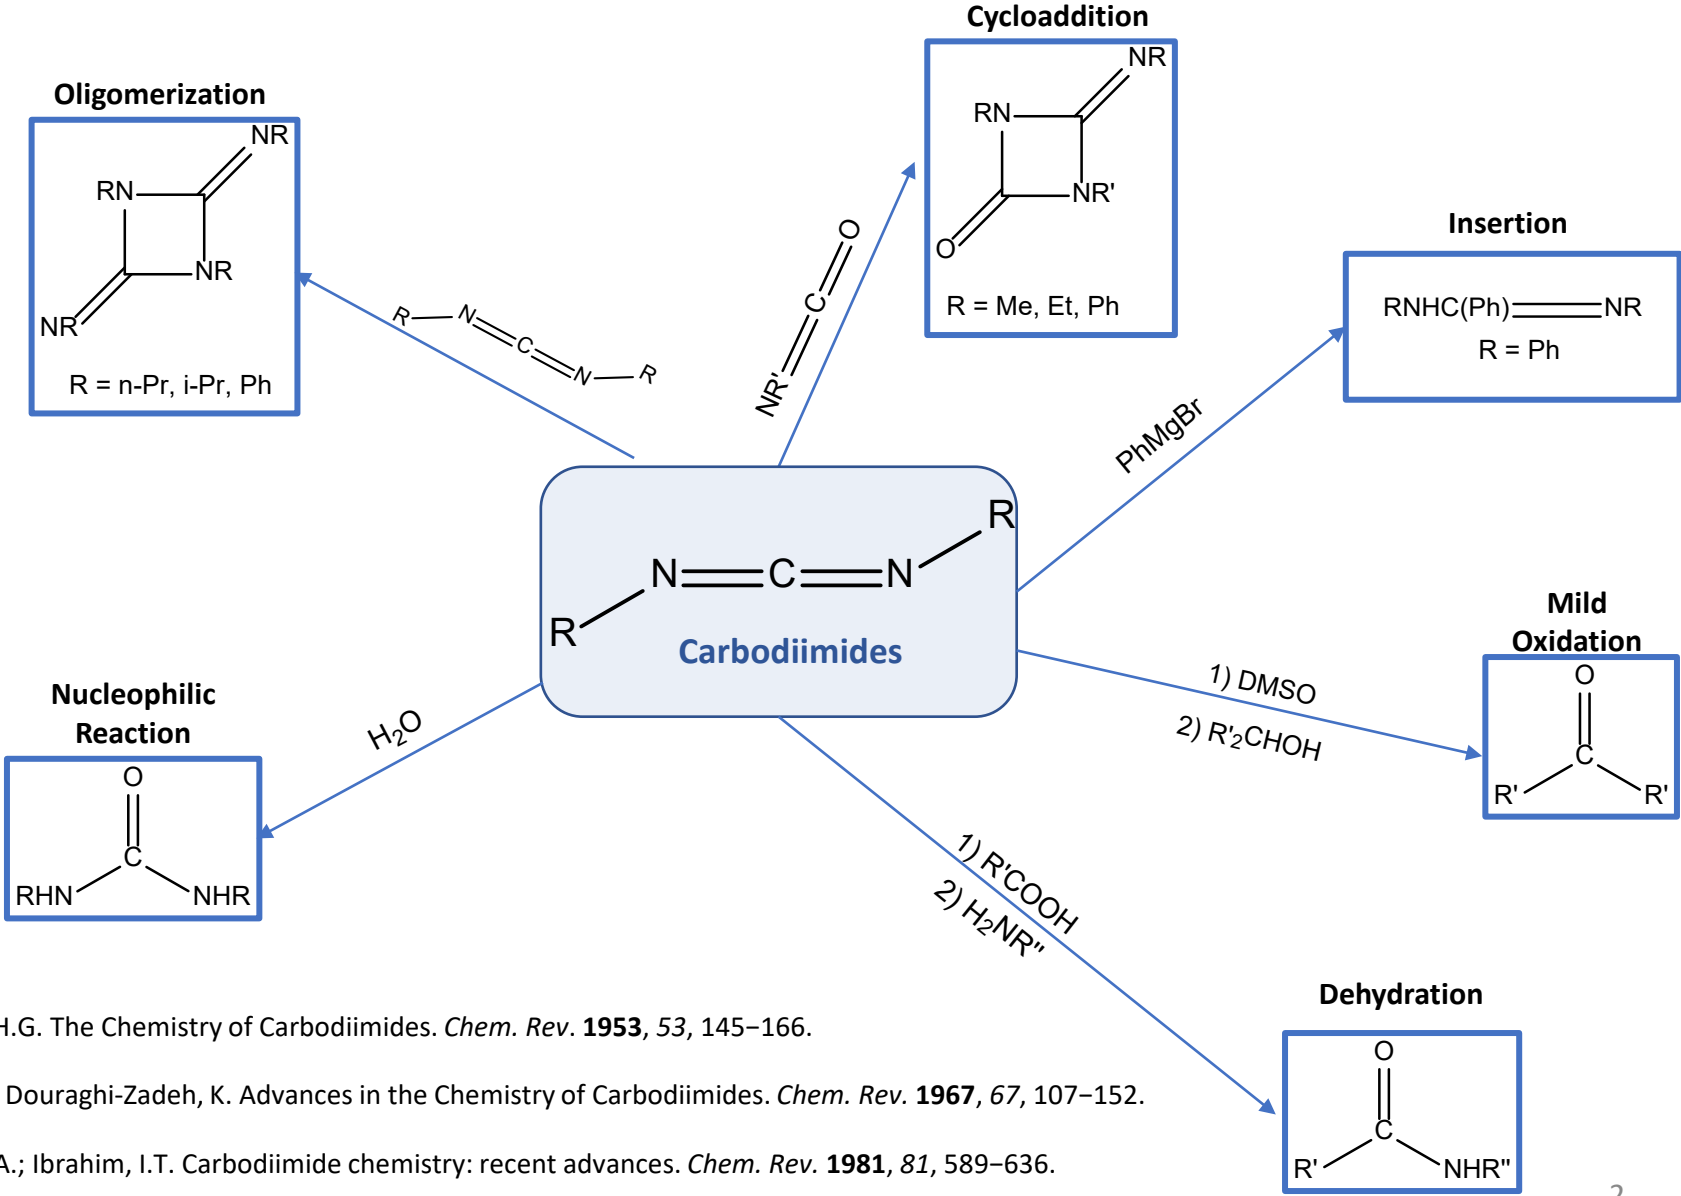 Cycloaddition
NR
RN
NR'
O
R = Me, Et, Ph
Oligomerization
NR
RN
NR
NR
R = n-Pr, i-Pr, Ph
R N C N R
NR' C O
Insertion
RNHC(Ph) NR
R = Ph
PhMgBr
R
N C N
R
Carbodiimides
Mild
Oxidation
O
C
R' R'
1) DMSO
2) R'₂CHOH
Nucleophilic
Reaction
O
C
RHN NHR
H₂O
1) R'COOH
2) H₂NR"
Dehydration
O
C
R' NHR"
H.G. The Chemistry of Carbodiimides. Chem. Rev. 1953, 53, 145−166.
Douraghi-Zadeh, K. Advances in the Chemistry of Carbodiimides. Chem. Rev. 1967, 67, 107−152.
A.; Ibrahim, I.T. Carbodiimide chemistry: recent advances. Chem. Rev. 1981, 81, 589−636.